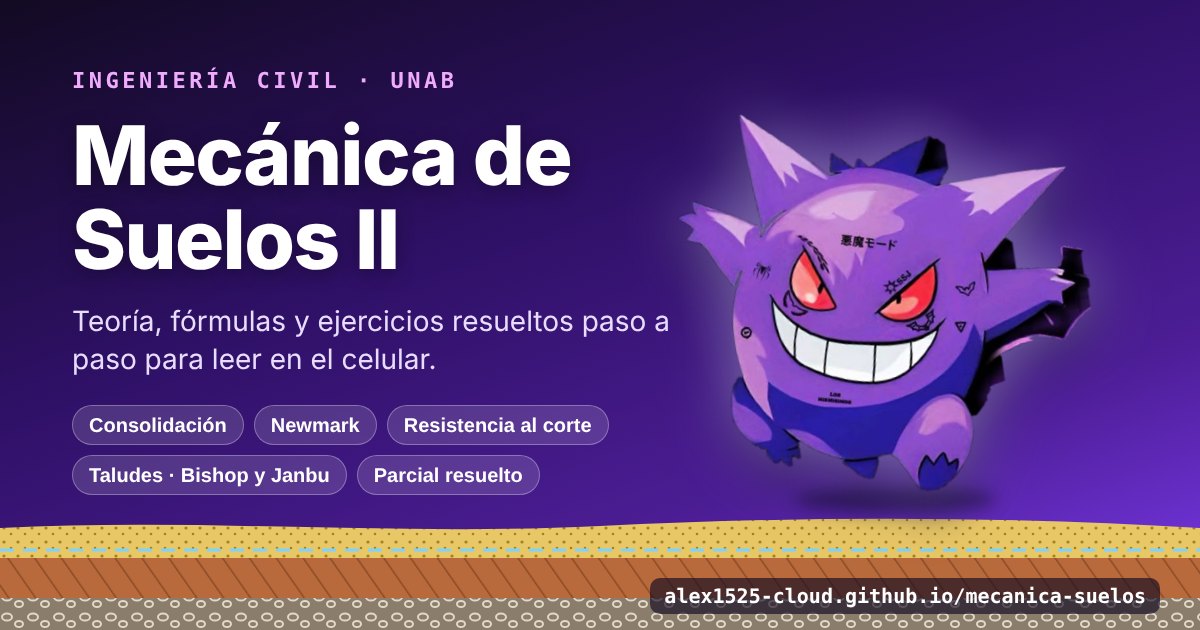 INGENIERÍA CIVIL · UNAB
Mecánica de
Suelos II
Teoría, fórmulas y ejercicios resueltos paso a
paso para leer en el celular.
Consolidación
Newmark
Resistencia al corte
Taludes · Bishop y Janbu
Parcial resuelto
悪魔モード
SSJ
alex1525-cloud.github.io/mecanica-suelos